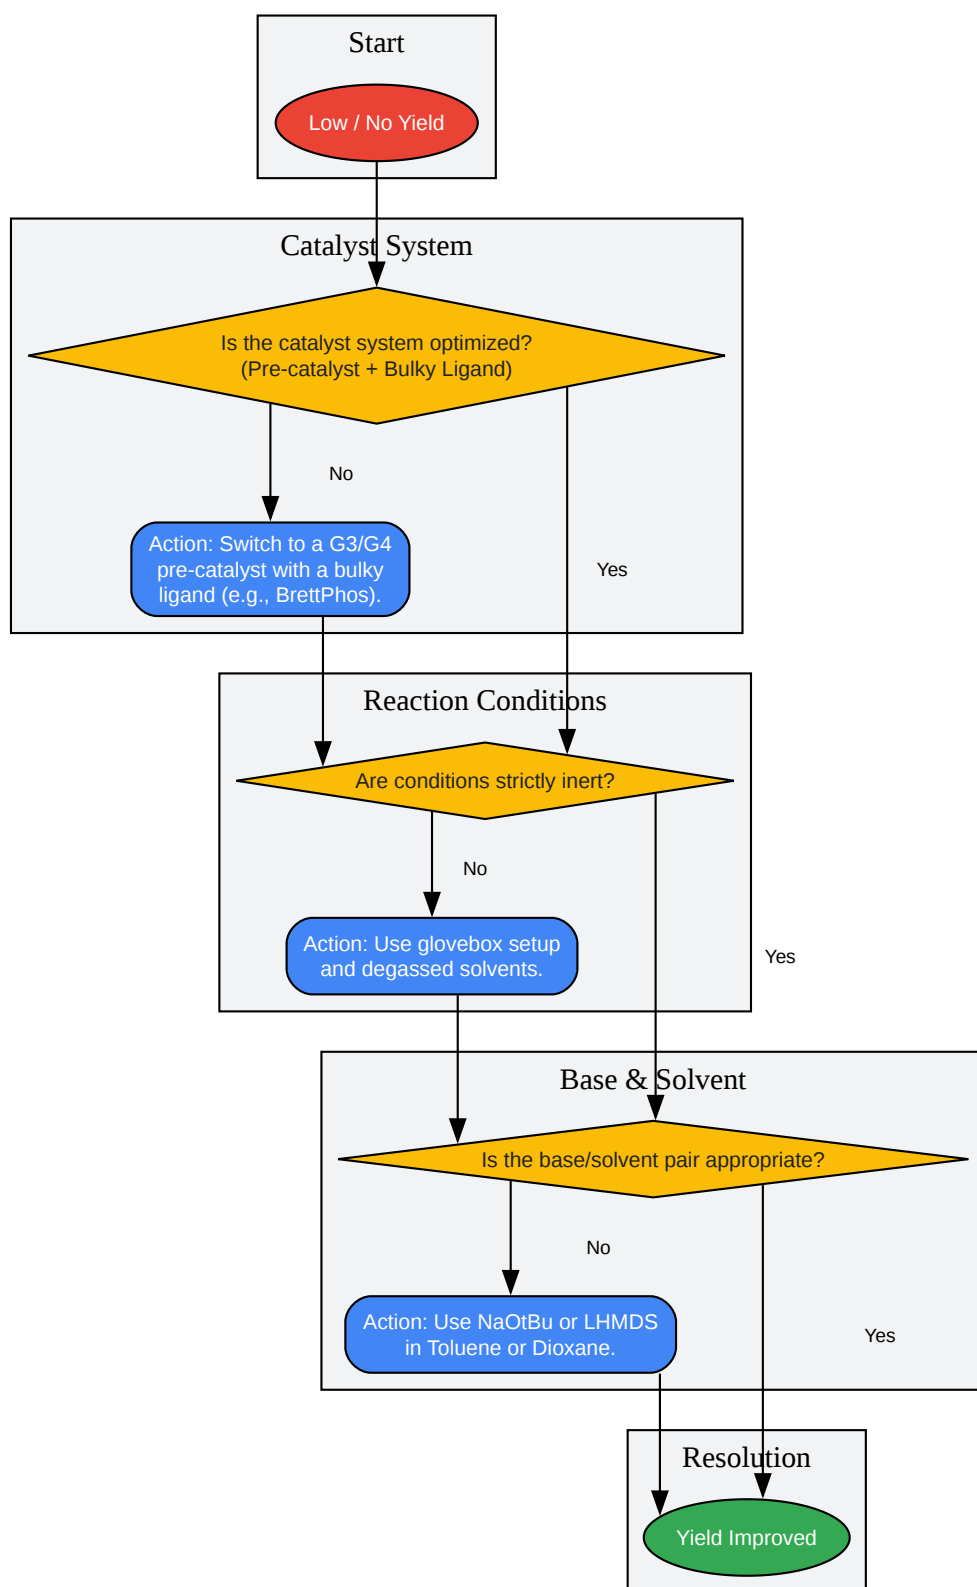 Start
Low / No Yield
Catalyst System
Is the catalyst system optimized?
(Pre-catalyst + Bulky Ligand)
No
Action: Switch to a G3/G4
pre-catalyst with a bulky
ligand (e.g., BrettPhos).
Yes
Reaction Conditions
Are conditions strictly inert?
No
Action: Use glovebox setup
and degassed solvents.
Yes
Base & Solvent
Is the base/solvent pair appropriate?
No
Action: Use NaOtBu or LHMDS
in Toluene or Dioxane.
Yes
Resolution
Yield Improved